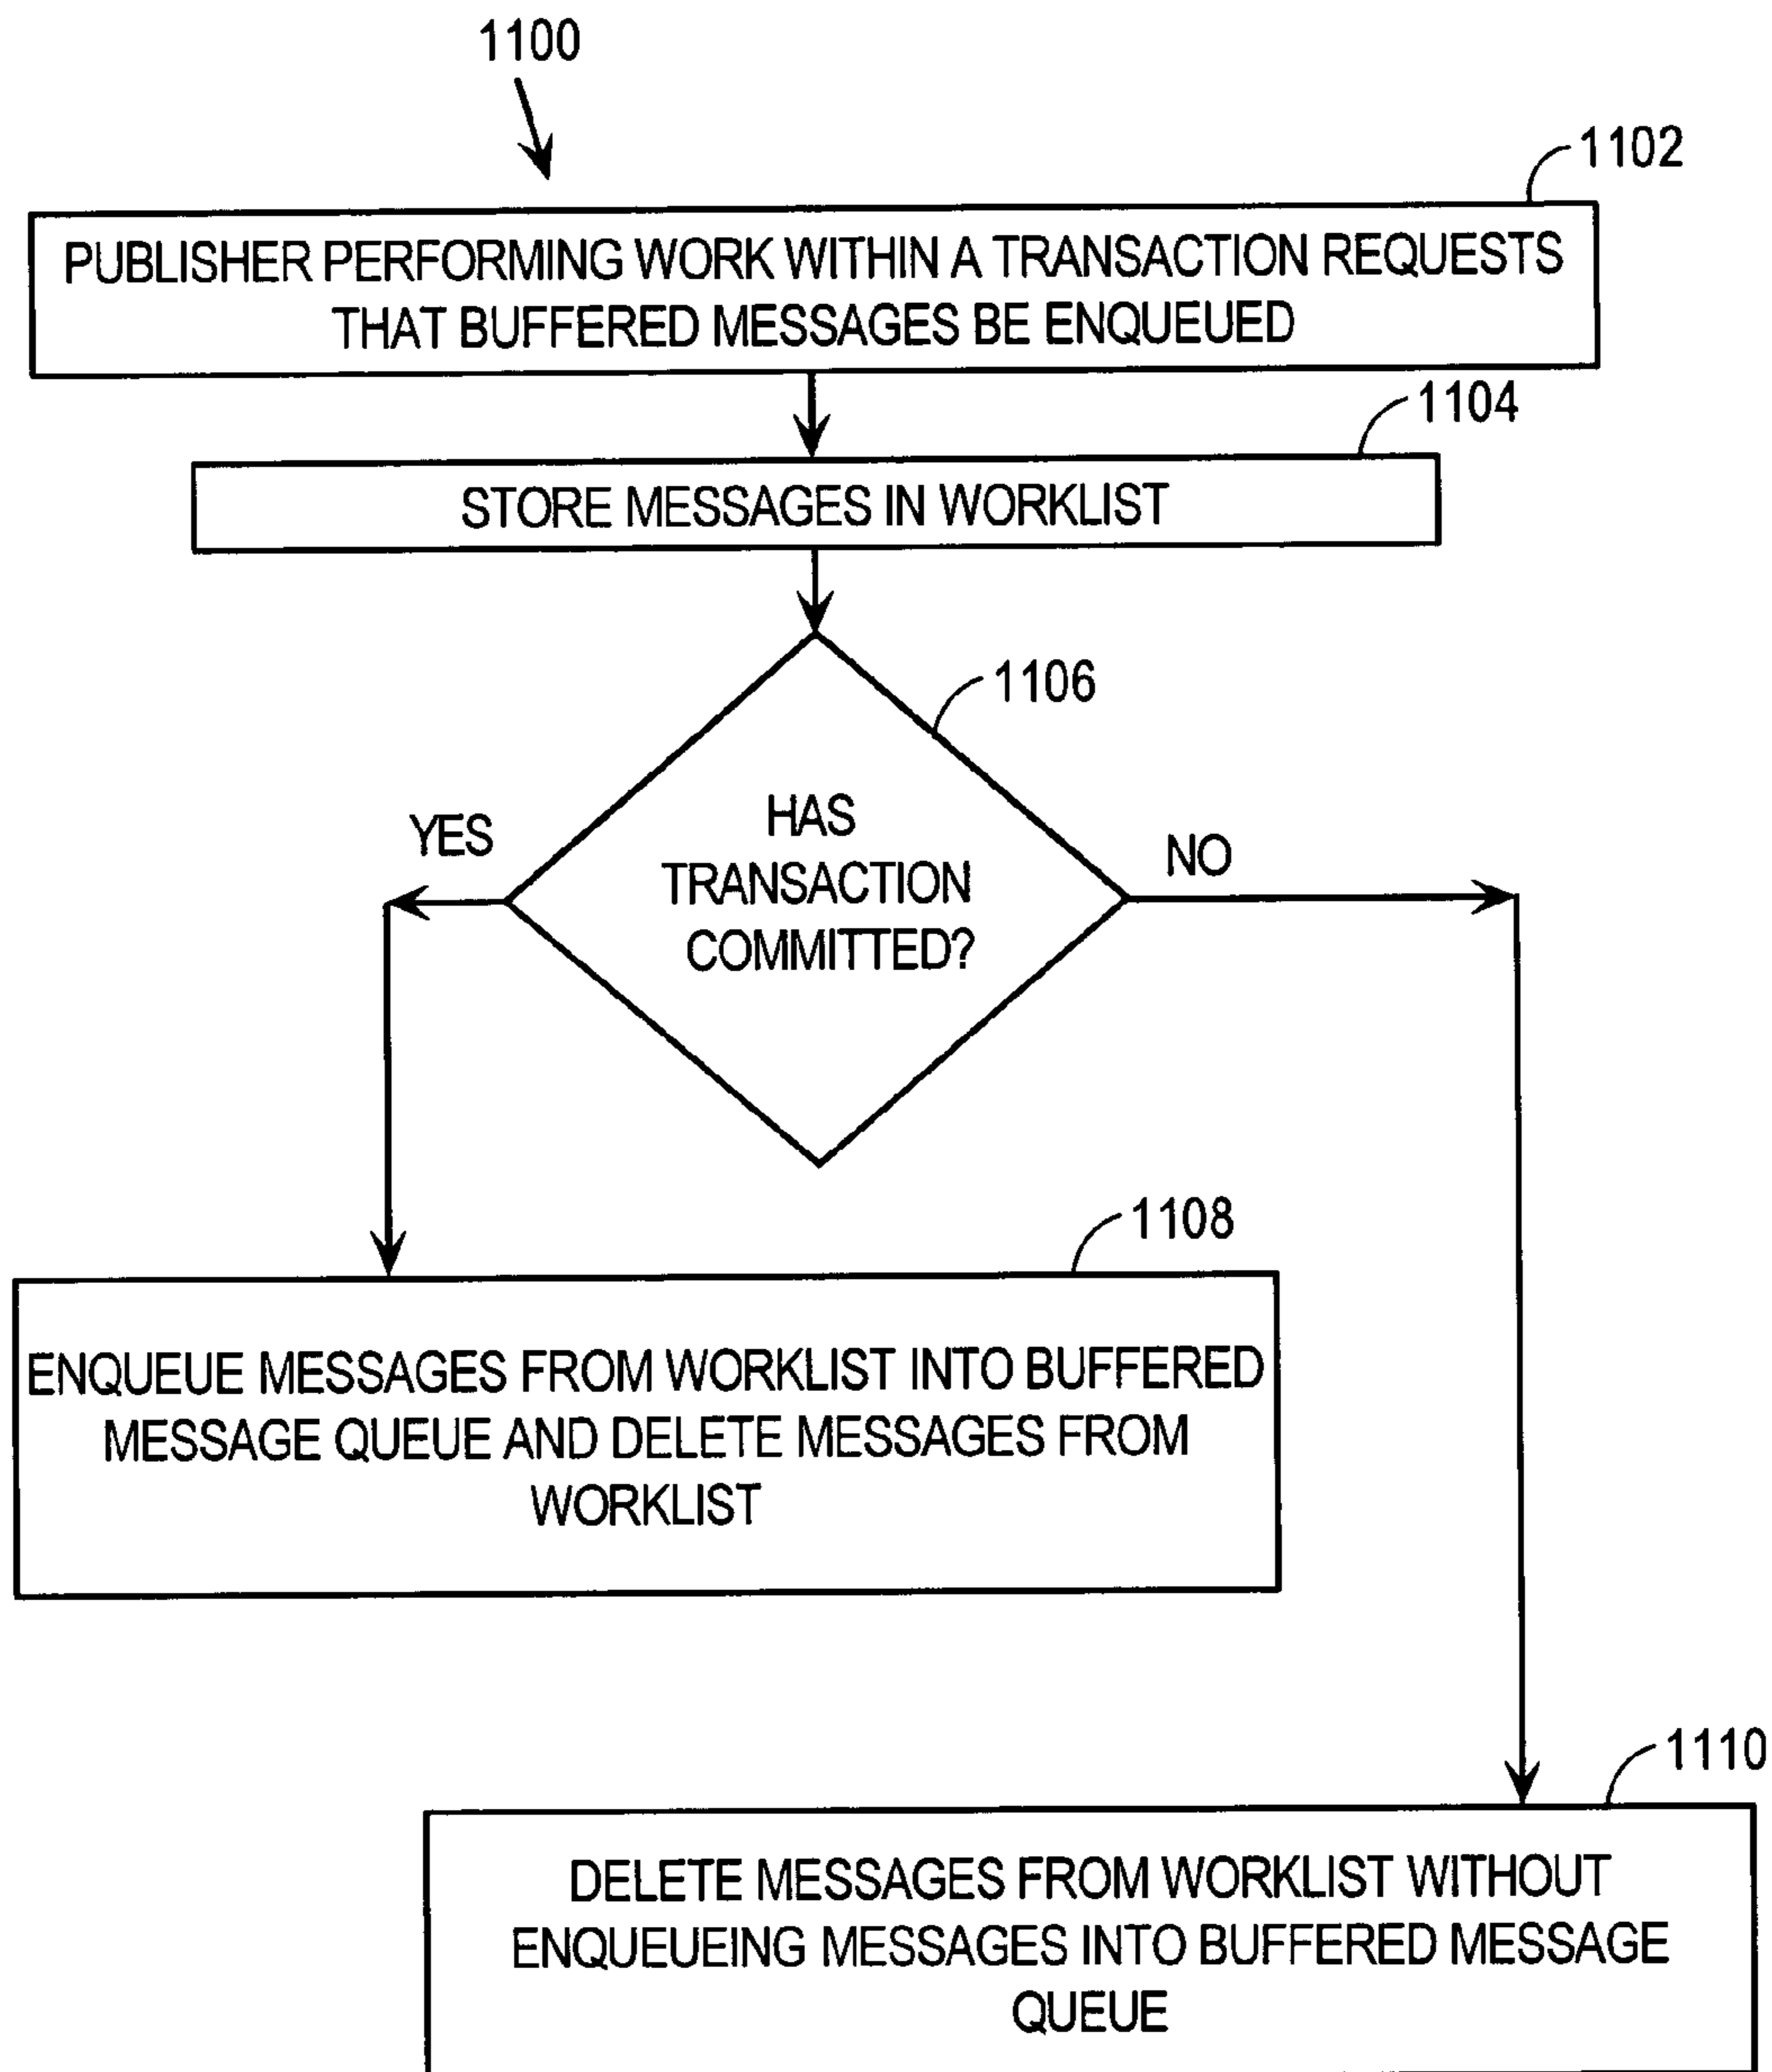 1100
1102
PUBLISHER PERFORMING WORK WITHIN A TRANSACTION REQUESTS
THAT BUFFERED MESSAGES BE ENQUEUED
1104
STORE MESSAGES IN WORKLIST
1106
HAS
TRANSACTION
COMMITTED?
YES
NO
1108
ENQUEUE MESSAGES FROM WORKLIST INTO BUFFERED
MESSAGE QUEUE AND DELETE MESSAGES FROM
WORKLIST
1110
DELETE MESSAGES FROM WORKLIST WITHOUT
ENQUEUEING MESSAGES INTO BUFFERED MESSAGE
QUEUE